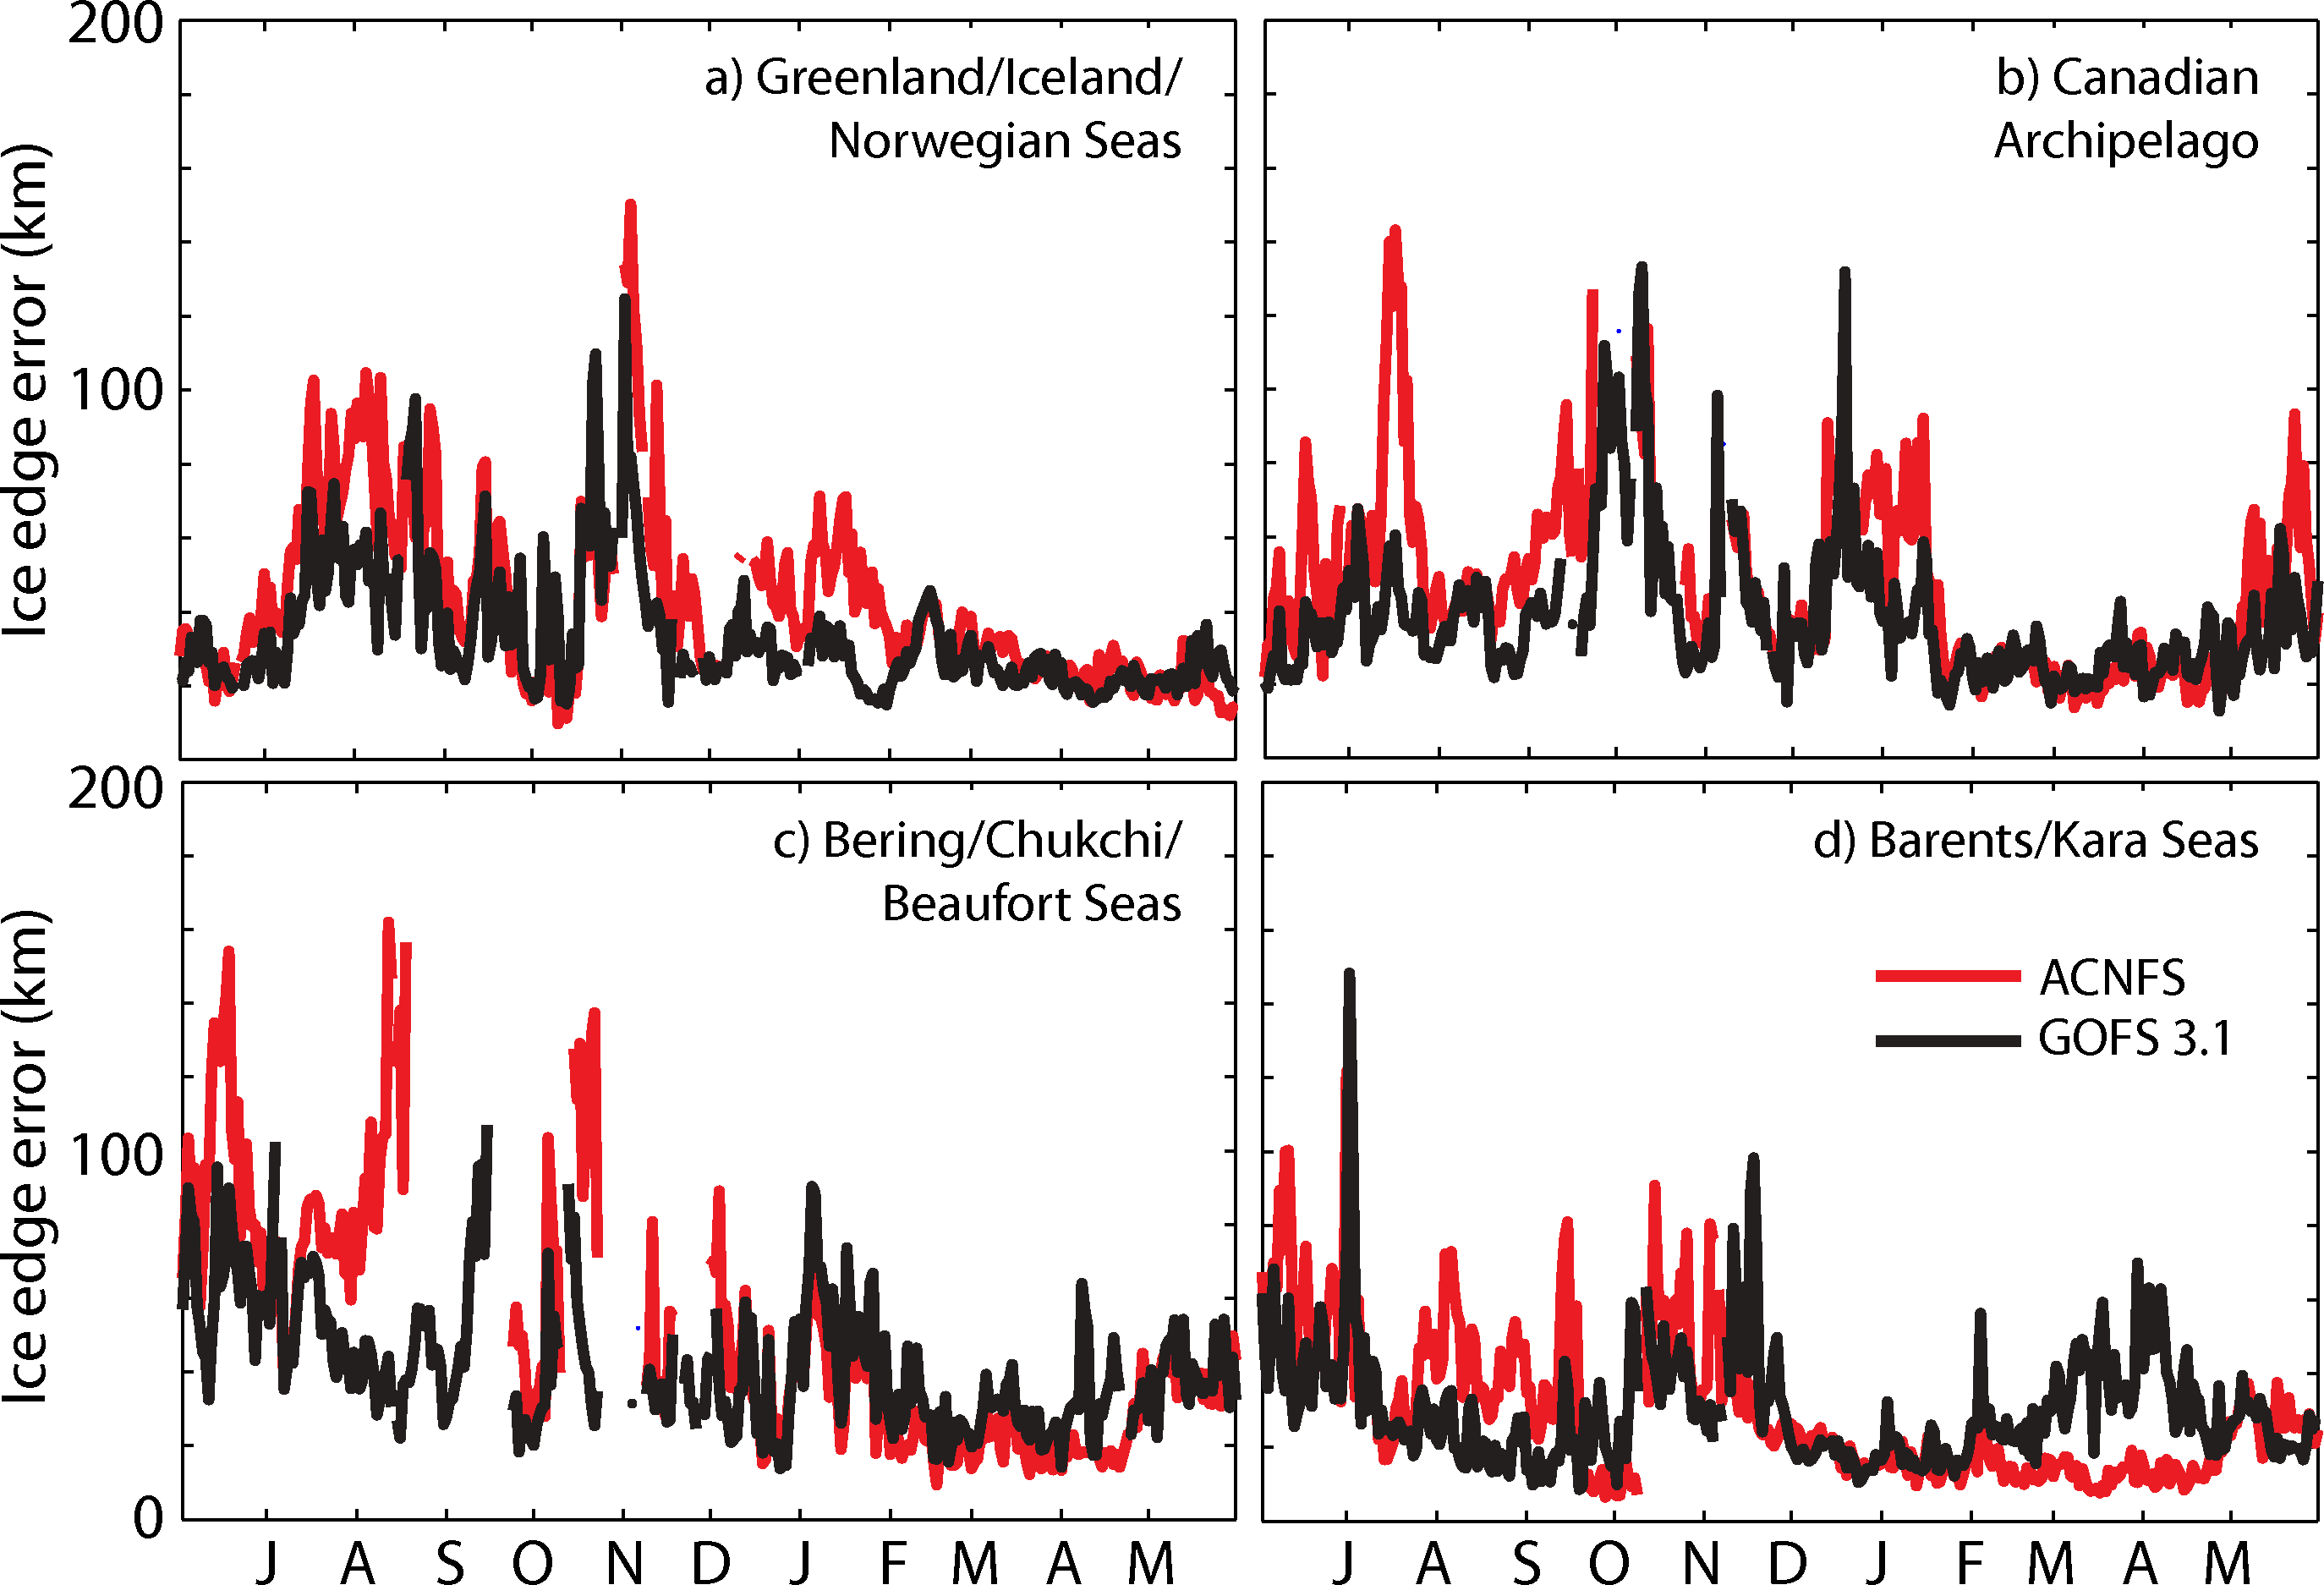 200
100
Ice edge error (km)
a) Greenland/Iceland/
Norwegian Seas
b) Canadian
Archipelago
200
100
0
Ice edge error (km)
c) Bering/Chukchi/
Beaufort Seas
d) Barents/Kara Seas
ACNFS
GOFS 3.1
J A S O N D J F M A M
J A S O N D J F M A M